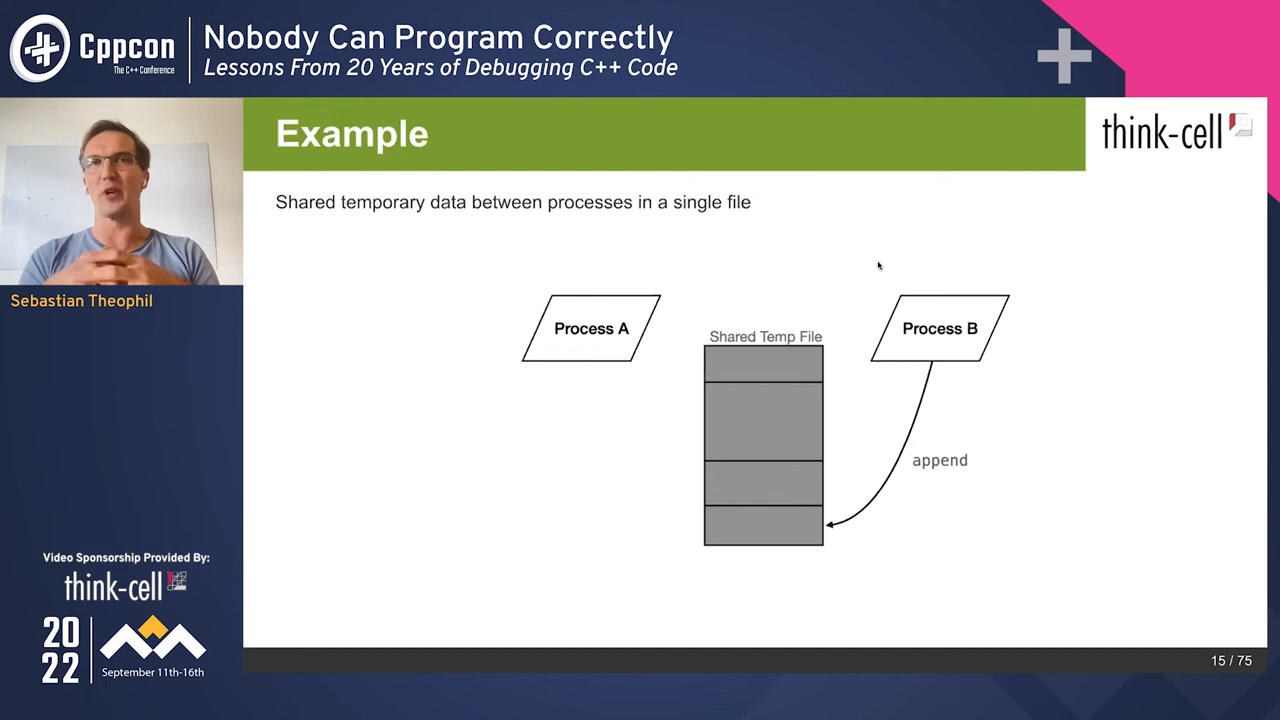 Cppcon
The C++ Conference
Nobody Can Program Correctly
Lessons From 20 Years of Debugging C++ Code
Example
think-cell
Shared temporary data between processes in a single file
Sebastian Theophil
Process A
Shared Temp File
Process B
append
Video Sponsorship Provided By:
think-cell
20
22
September 11th-16th
15 / 75